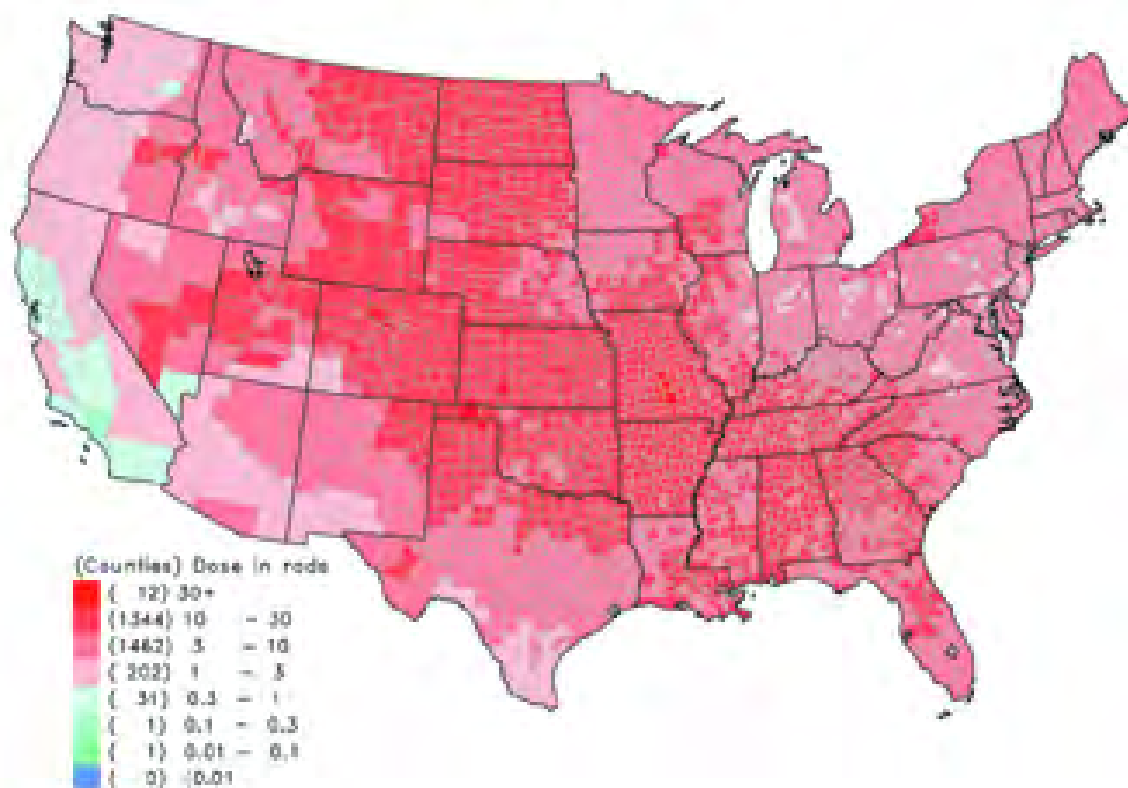 (Counties) Dose in rads
( 12) 30+
(1344) 10 - 30
(1462) 3 - 10
( 202) 1 - 3
( 31) 0.3 - 1
( 1) 0.1 - 0.3
( 1) 0.01 - 0.1
( 0) <0.01